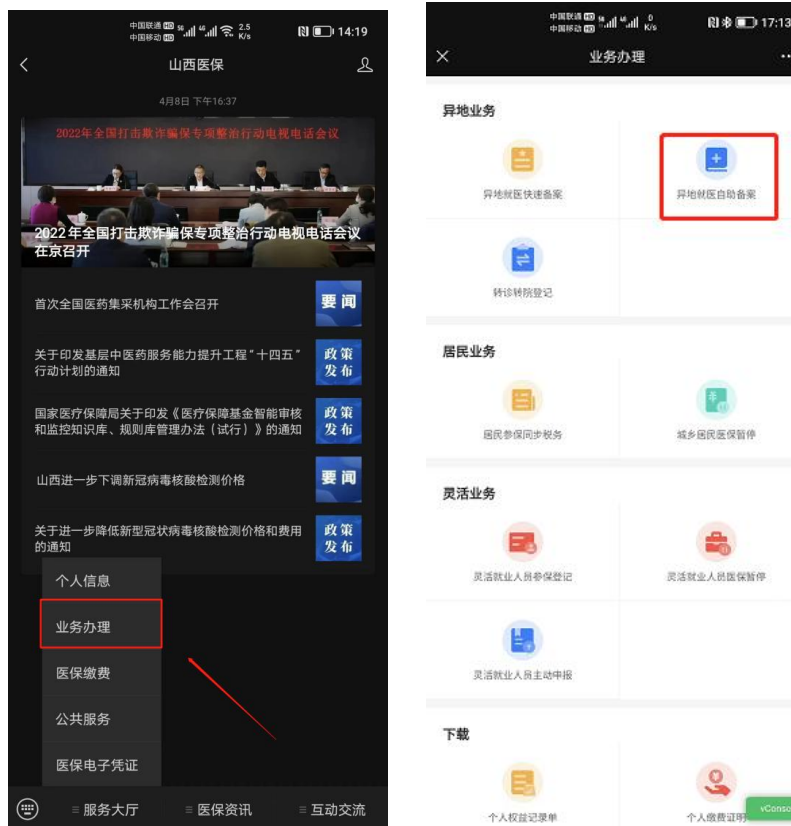 中国联通 HD 5G 4G 2.5
中国移动 HD K/s
14:19
山西医保
4月8日 下午16:37
2022年全国打击欺诈骗保专项整治行动电视电话会议
2022年全国打击欺诈骗保专项整治行动电视电话会议
在京召开
首次全国医药集采机构工作会召开
要闻
关于印发基层中医药服务能力提升工程“十四五”
行动计划的通知
政策
发布
国家医疗保障局关于印发《医疗保障基金智能审核
和监控知识库、规则库管理办法（试行）》的通知
政策
发布
山西进一步下调新冠病毒核酸检测价格
要闻
关于进一步降低新型冠状病毒核酸检测价格和费用
的通知
政策
发布
个人信息
业务办理
医保缴费
公共服务
医保电子凭证
服务大厅
医保资讯
互动交流
中国联通 HD 5G 4G 0
中国移动 HD K/s
17:13
业务办理
异地业务
异地就医快速备案
异地就医自助备案
转诊转院登记
居民业务
居民参保同步税务
城乡居民医保暂停
灵活业务
灵活就业人员参保登记
灵活就业人员医保暂停
灵活就业人员主动申报
下载
个人权益记录单
个人缴费证明
vConso